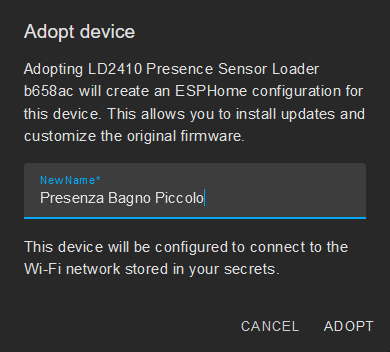 Adopt device
Adopting LD2410 Presence Sensor Loader
b658ac will create an ESPHome configuration for
this device. This allows you to install updates and
customize the original firmware.
New Name*
Presenza Bagno Piccolo
This device will be configured to connect to the
Wi-Fi network stored in your secrets.
CANCEL ADOPT